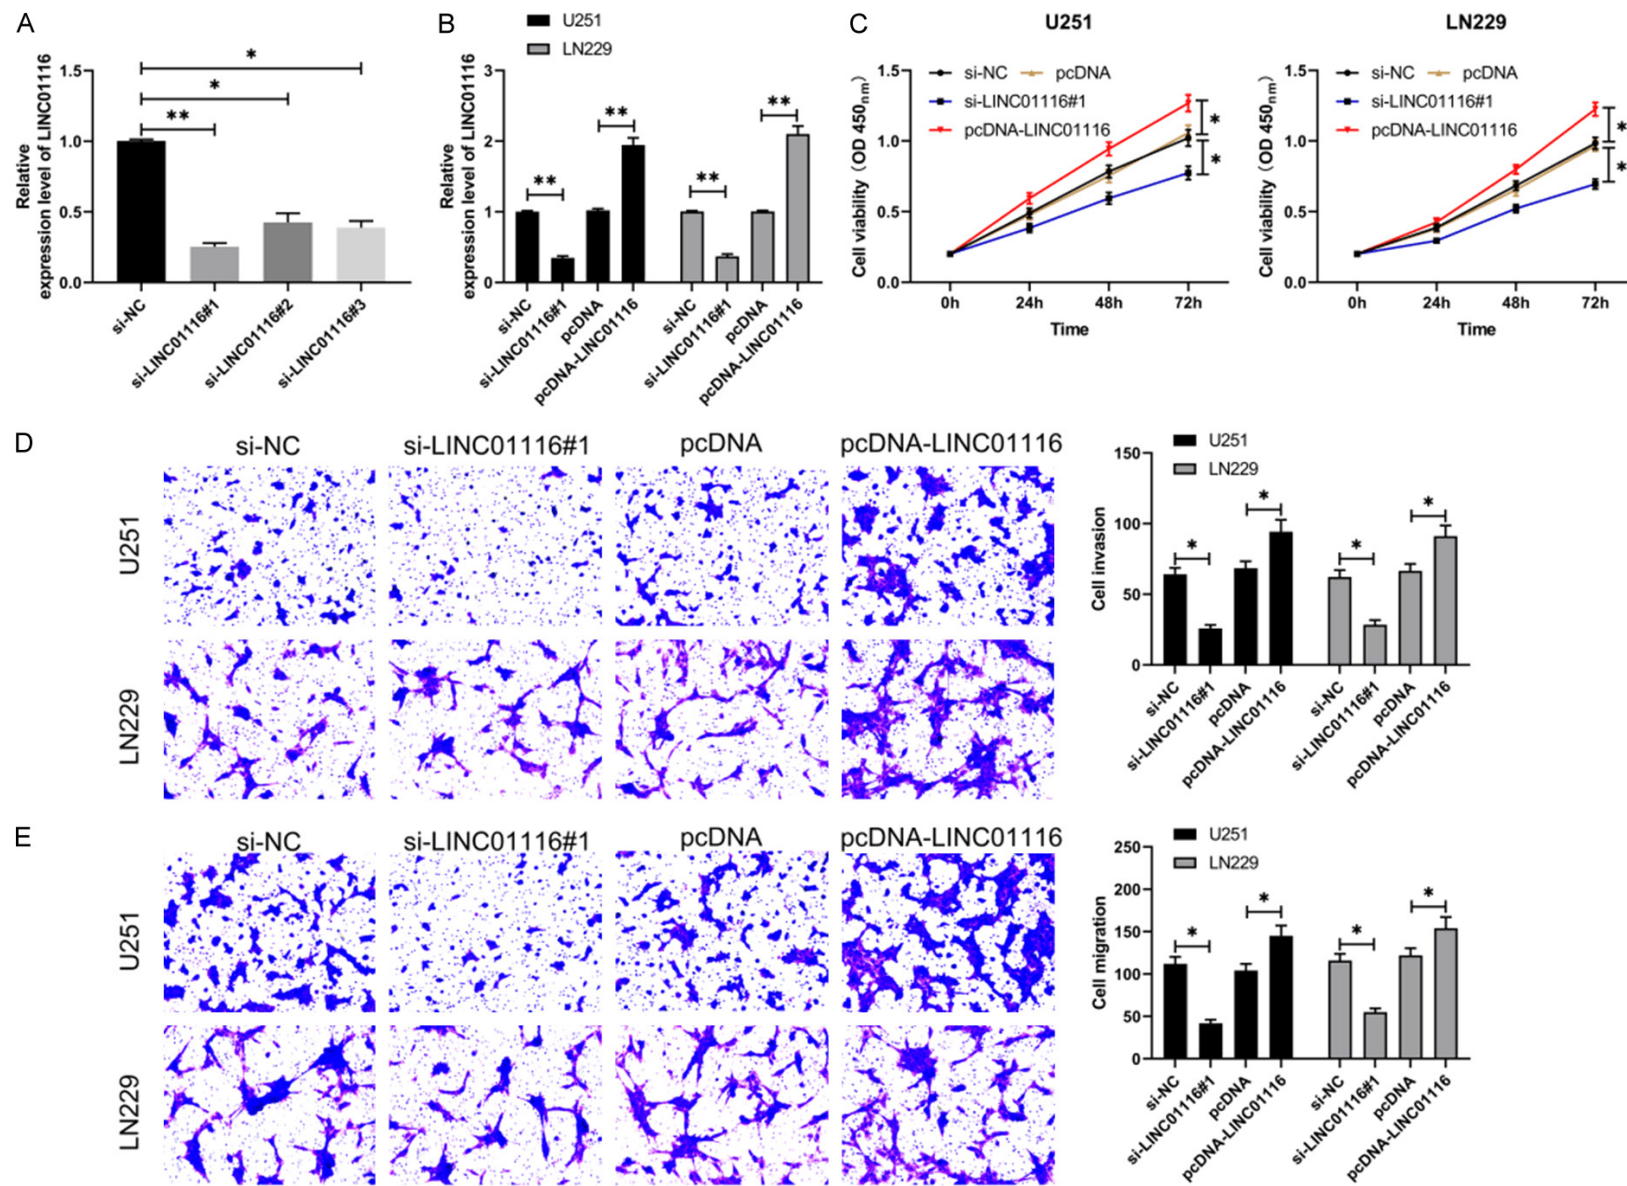 A
Relative
expression level of LINC01116
1.5
1.0
0.5
0.0
*
*
**
si-NC
si-LINC01116#1
si-LINC01116#2
si-LINC01116#3
B
U251
LN229
Relative
expression level of LINC01116
3
2
1
0
**
**
**
**
si-NC
si-LINC01116#1
pcDNA
pcDNA-LINC01116
si-NC
si-LINC01116#1
pcDNA
pcDNA-LINC01116
C
U251
Cell viability (OD 450nm)
1.5
1.0
0.5
0.0
si-NC pcDNA
si-LINC01116#1
pcDNA-LINC01116
*
*
0h 24h 48h 72h
Time
LN229
Cell viability (OD 450nm)
1.5
1.0
0.5
0.0
si-NC pcDNA
si-LINC01116#1
pcDNA-LINC01116
*
*
0h 24h 48h 72h
Time
D
si-NC si-LINC01116#1 pcDNA pcDNA-LINC01116
U251
LN229
U251
LN229
Cell invasion
150
100
50
0
*
*
*
*
si-NC
si-LINC01116#1
pcDNA
pcDNA-LINC01116
si-NC
si-LINC01116#1
pcDNA
pcDNA-LINC01116
E
si-NC si-LINC01116#1 pcDNA pcDNA-LINC01116
U251
LN229
U251
LN229
Cell migration
250
200
150
100
50
0
*
*
*
*
si-NC
si-LINC01116#1
pcDNA
pcDNA-LINC01116
si-NC
si-LINC01116#1
pcDNA
pcDNA-LINC01116